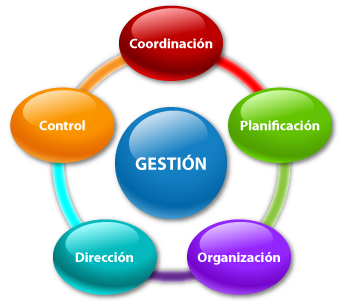 Coordinación
Control
Planificación
GESTIÓN
Dirección
Organización